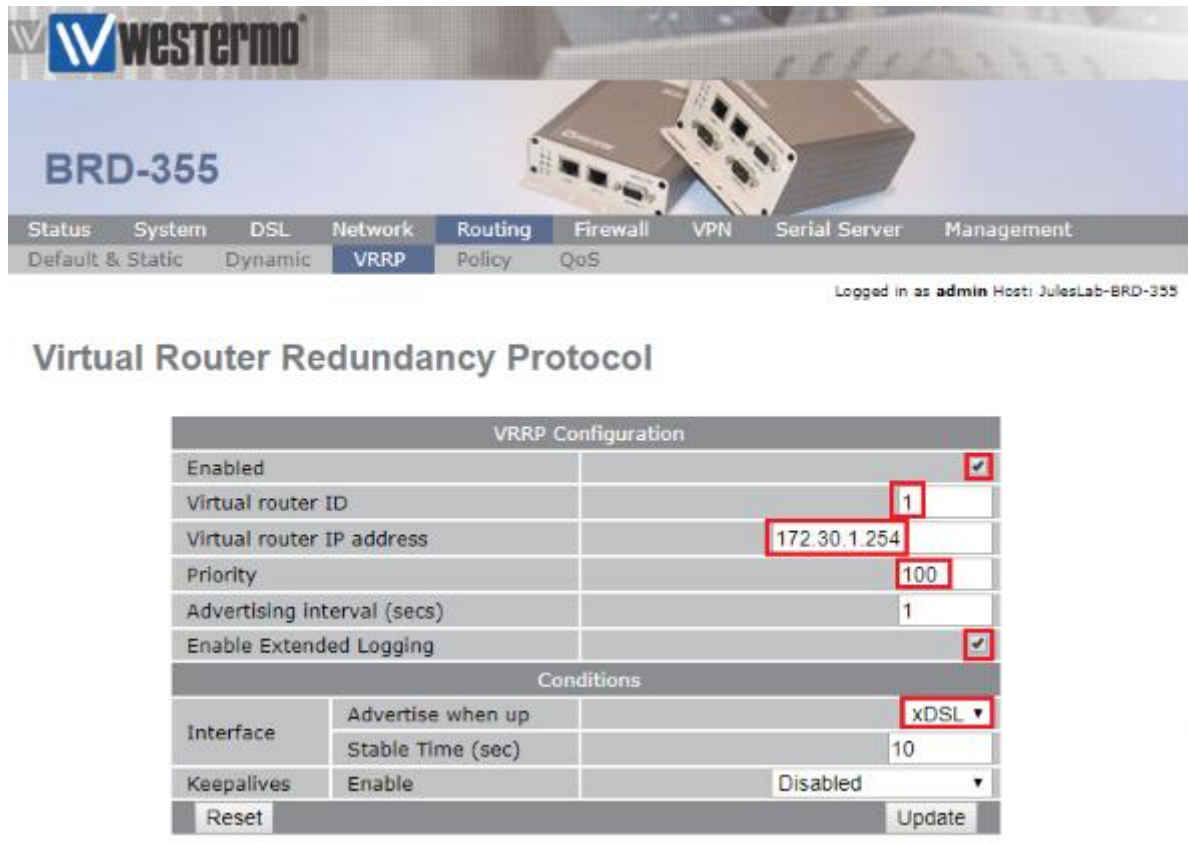 westermo
BRD-355
Status System DSL Network Routing Firewall VPN Serial Server Management
Default & Static Dynamic VRRP Policy QoS
Logged in as admin Host: JulesLab-BRD-355
Virtual Router Redundancy Protocol
VRRP Configuration
Enabled
Virtual router ID 1
Virtual router IP address 172.30.1.254
Priority 100
Advertising interval (secs) 1
Enable Extended Logging
Conditions
Interface Advertise when up xDSL
Stable Time (sec) 10
Keepalives Enable Disabled
Reset Update